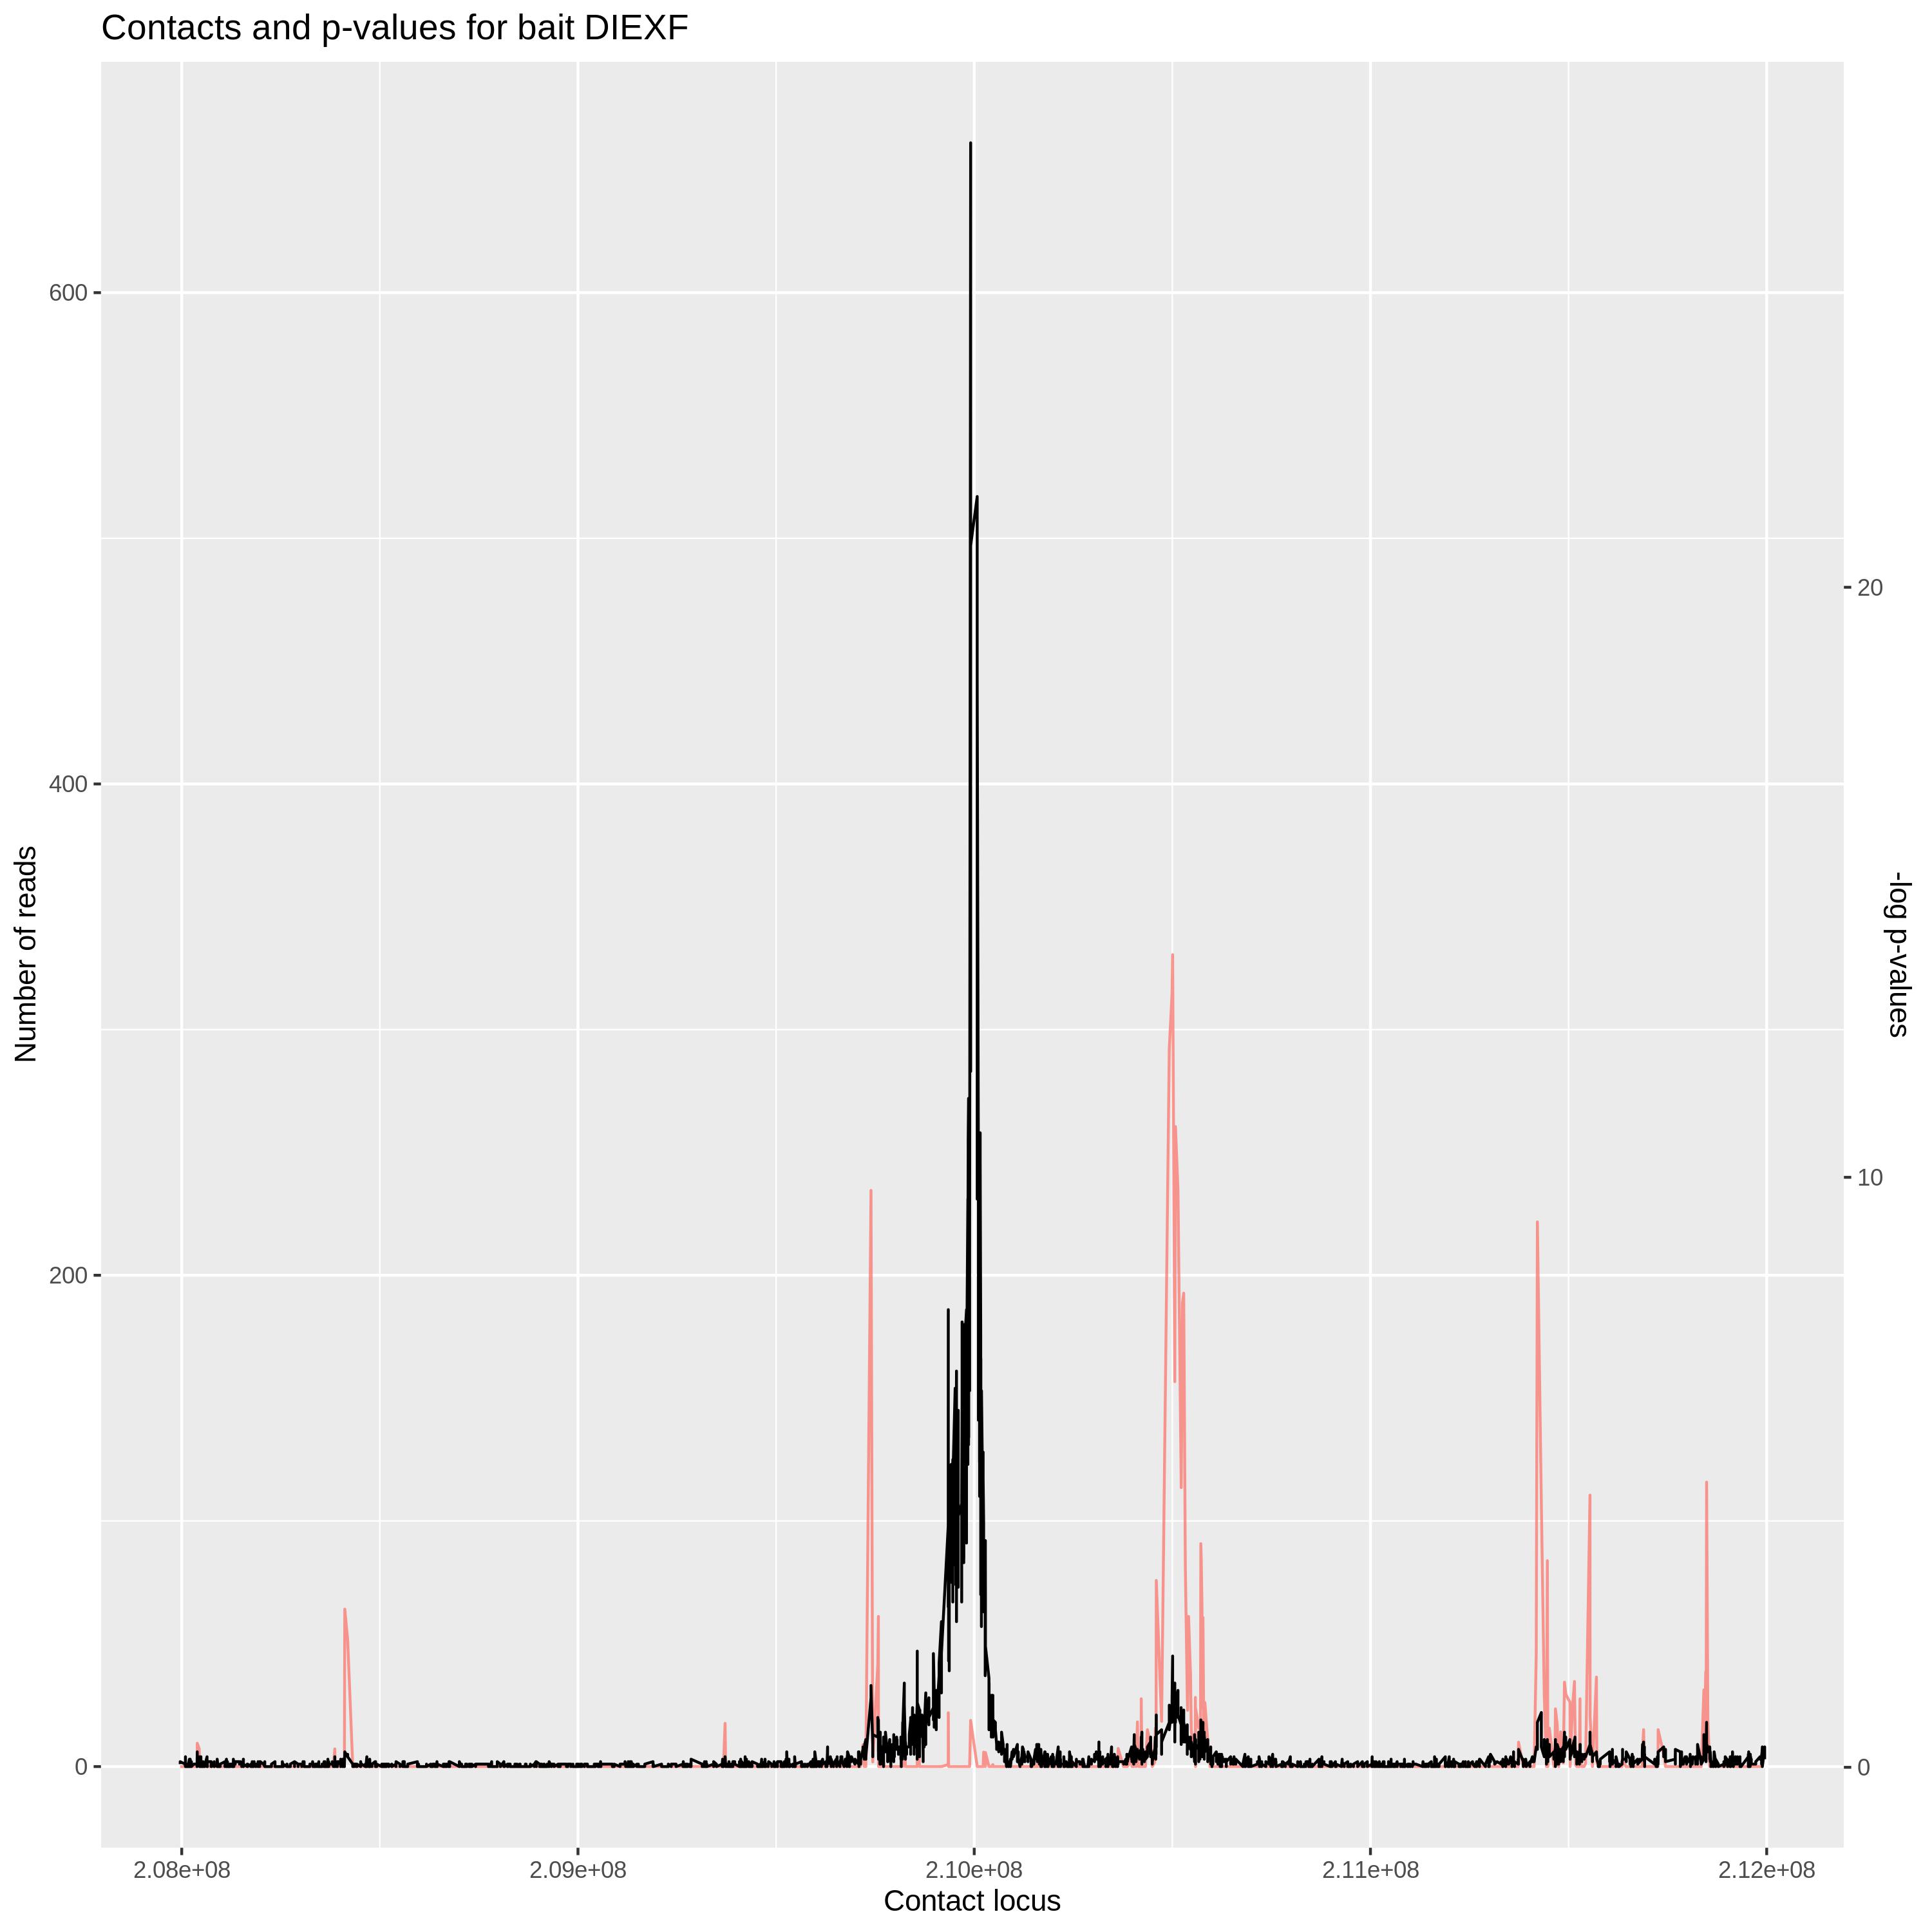 Contacts and p-values for bait DIEXF
Number of reads
600
400
200
0
20
10
0
-log p-values
2.08e+08 2.09e+08 2.10e+08 2.11e+08 2.12e+08
Contact locus